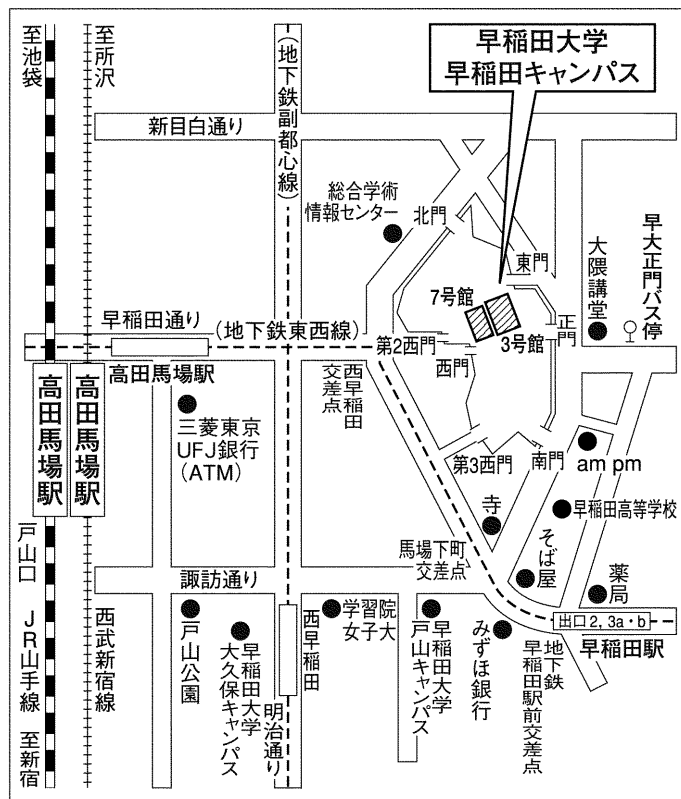 至池袋
至所沢
(地下鉄副都心線)
早稲田大学
早稲田キャンパス
新目白通り
総合学術
情報センター
北門
東門
大隈講堂
早大正門バス停
7号館
3号館
正門
早稲田通り
(地下鉄東西線)
第2西門
西門
高田馬場駅
高田馬場駅
高田馬場駅
西早稲田
交差点
三菱東京
UFJ銀行
(ATM)
第3西門
南門
am pm
寺
早稲田高等学校
馬場下町
交差点
そば屋
薬局
戸山口
諏訪通り
JR山手線
至新宿
西武新宿線
戸山公園
早稲田大学
大久保キャンパス
明治通り
西早稲田
学習院
女子大
早稲田大学
戸山キャンパス
みずほ銀行
出口2, 3a・b
早稲田駅
地下鉄
早稲田駅前交差点